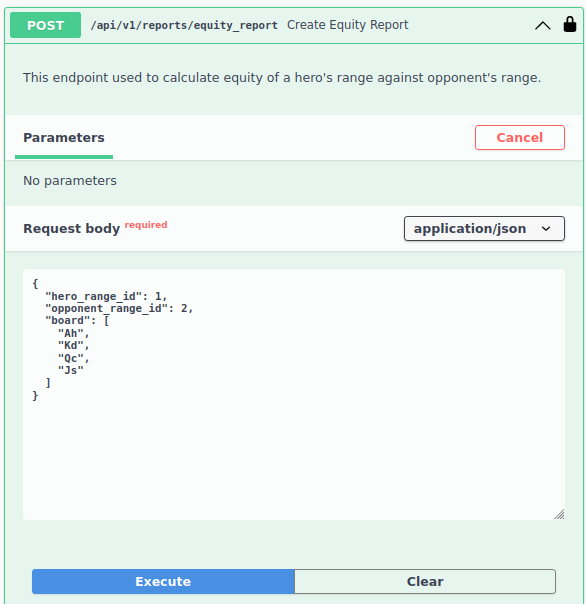 POST /api/v1/reports/equity_report Create Equity Report
This endpoint used to calculate equity of a hero's range against opponent's range.
Parameters Cancel
No parameters
Request body required application/json
{
  "hero_range_id": 1,
  "opponent_range_id": 2,
  "board": [
    "Ah",
    "Kd",
    "Qc",
    "Js"
  ]
}
Execute Clear